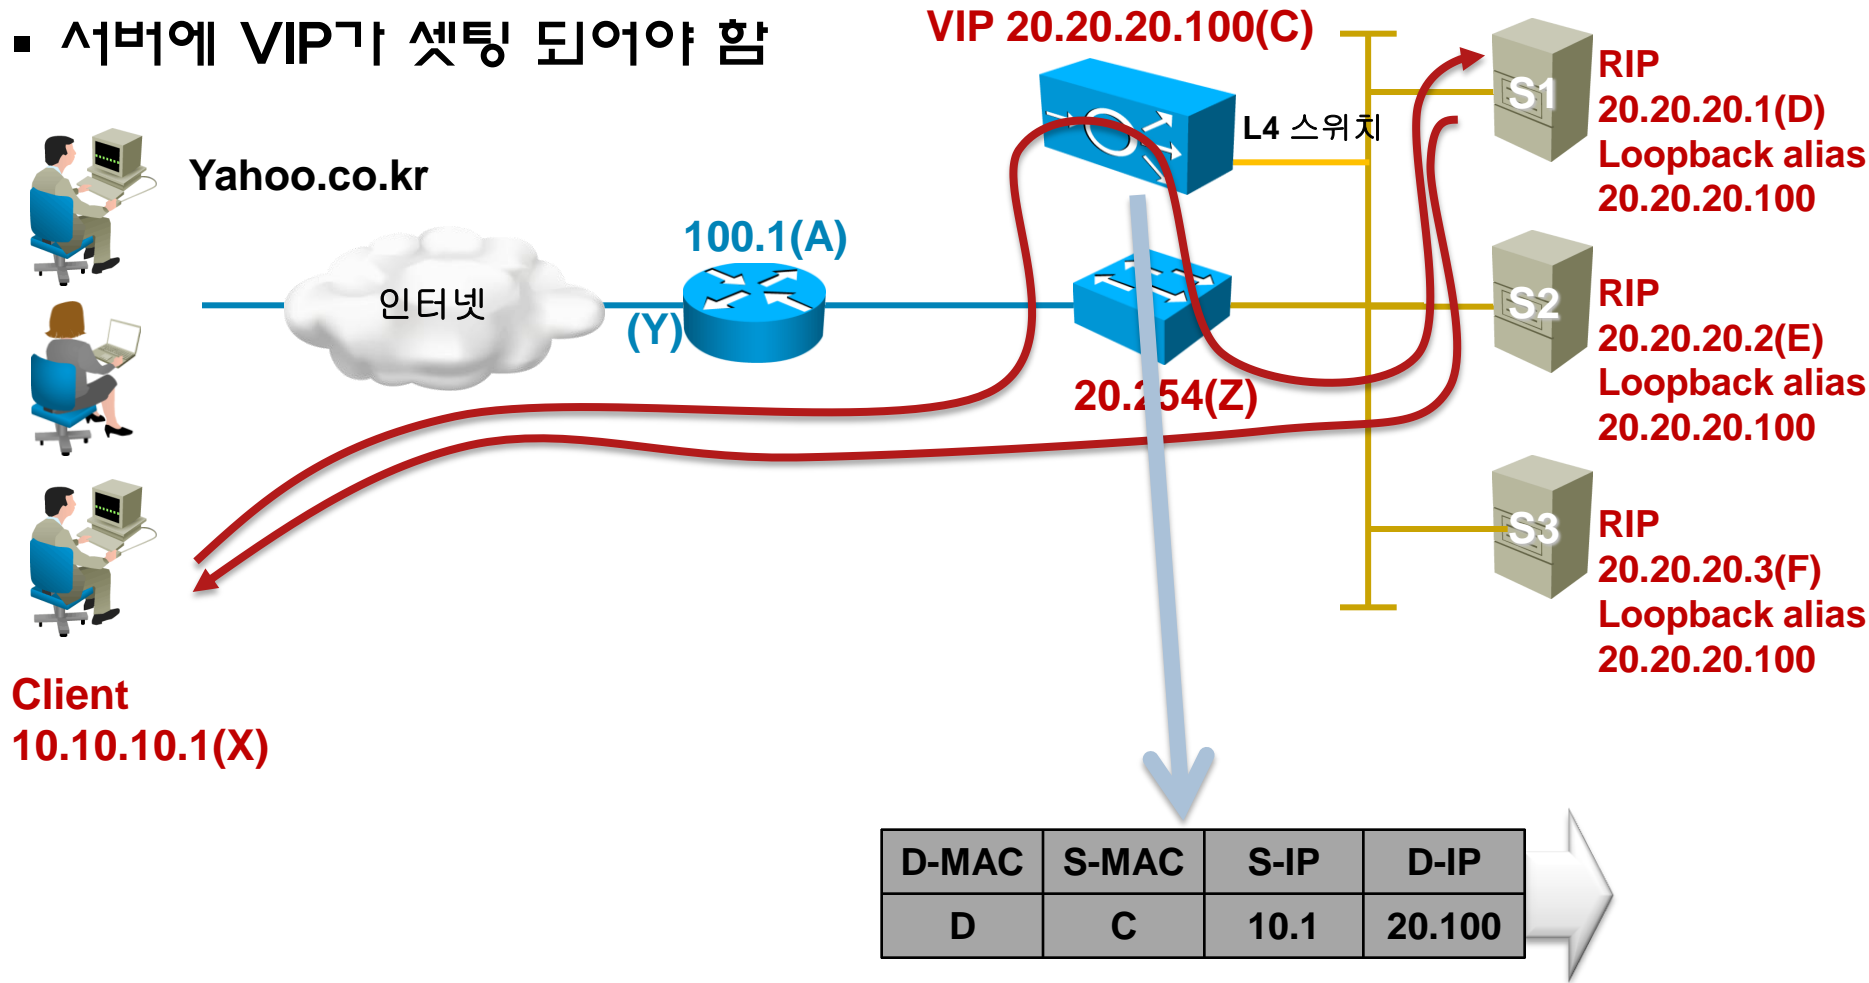 ▪ 서버에 VIP가 셋팅 되어야 함
VIP 20.20.20.100(C)
L4 스위치
Yahoo.co.kr
인터넷
(Y)
100.1(A)
20.254(Z)
S1
RIP
20.20.20.1(D)
Loopback alias
20.20.20.100
S2
RIP
20.20.20.2(E)
Loopback alias
20.20.20.100
S3
RIP
20.20.20.3(F)
Loopback alias
20.20.20.100
Client
10.10.10.1(X)
D-MAC S-MAC S-IP D-IP
D C 10.1 20.100